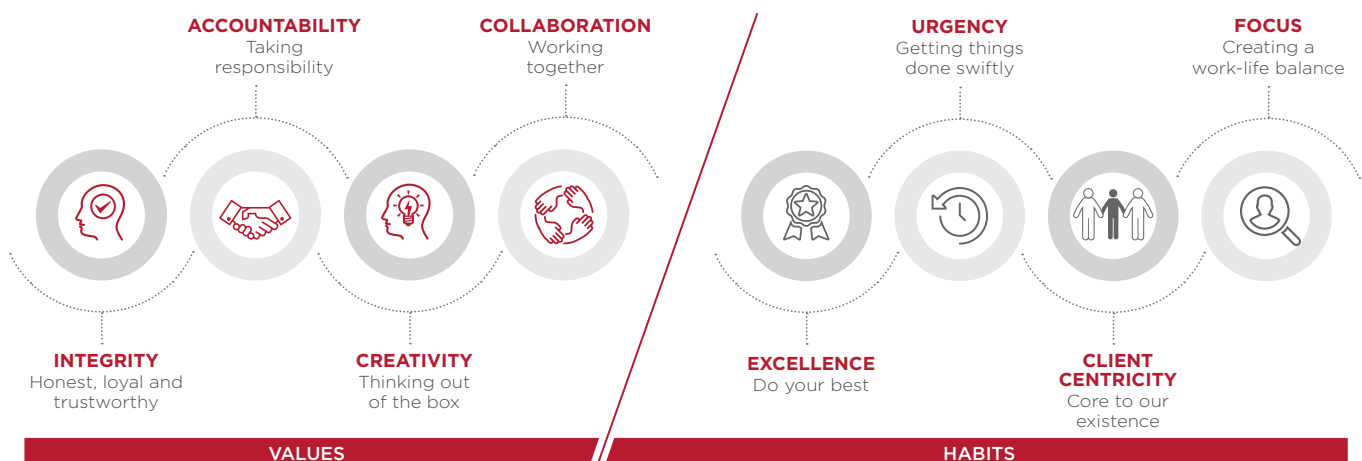 ACCOUNTABILITY
Taking
responsibility
COLLABORATION
Working
together
URGENCY
Getting things
done swiftly
FOCUS
Creating a
work-life balance
INTEGRITY
Honest, loyal and
trustworthy
CREATIVITY
Thinking out
of the box
EXCELLENCE
Do your best
CLIENT
CENTRICITY
Core to our
existence
VALUES
HABITS